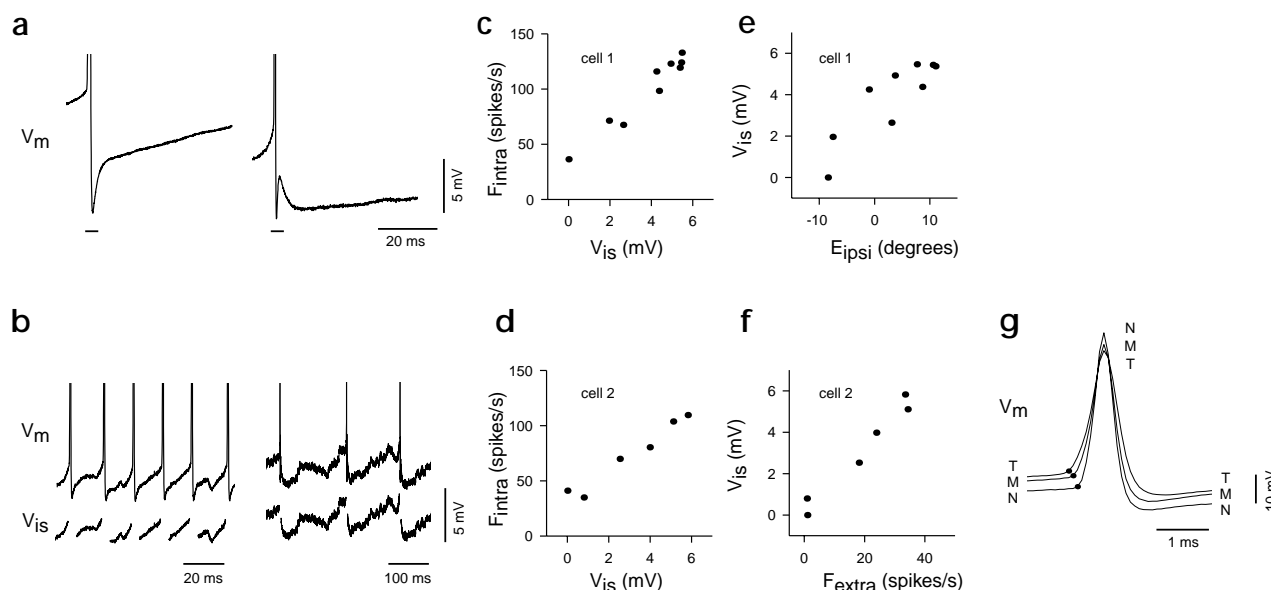 a
Vm
5 mV
20 ms
b
Vm
Vis
5 mV
20 ms
100 ms
c
cell 1
Fintra (spikes/s)
150
100
50
0
0 2 4 6
Vis (mV)
d
cell 2
Fintra (spikes/s)
150
100
50
0
0 2 4 6
Vis (mV)
e
cell 1
Vis (mV)
6
4
2
0
-10 0 10
Eipsi (degrees)
f
cell 2
Vis (mV)
6
4
2
0
0 20 40
Fextra (spikes/s)
g
N
M
T
Vm
T
M
N
T
M
N
10 mV
1 ms